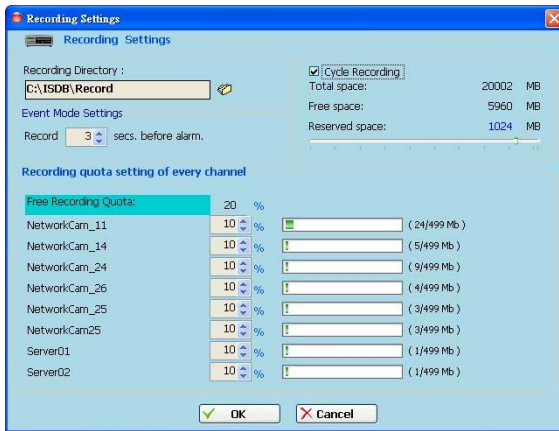 Recording Settings
Recording Settings
Recording Directory :
C:\ISDB\Record
Event Mode Settings
Record 3 secs. before alarm.
Cycle Recording
Total space: 20002 MB
Free space: 5960 MB
Reserved space: 1024 MB
Recording quota setting of every channel
Free Recording Quota: 20 %
NetworkCam_11 10 % ( 24/499 Mb )
NetworkCam_14 10 % ( 5/499 Mb )
NetworkCam_24 10 % ( 9/499 Mb )
NetworkCam_26 10 % ( 4/499 Mb )
NetworkCam_25 10 % ( 3/499 Mb )
NetworkCam25 10 % ( 3/499 Mb )
Server01 10 % ( 1/499 Mb )
Server02 10 % ( 1/499 Mb )
OK Cancel